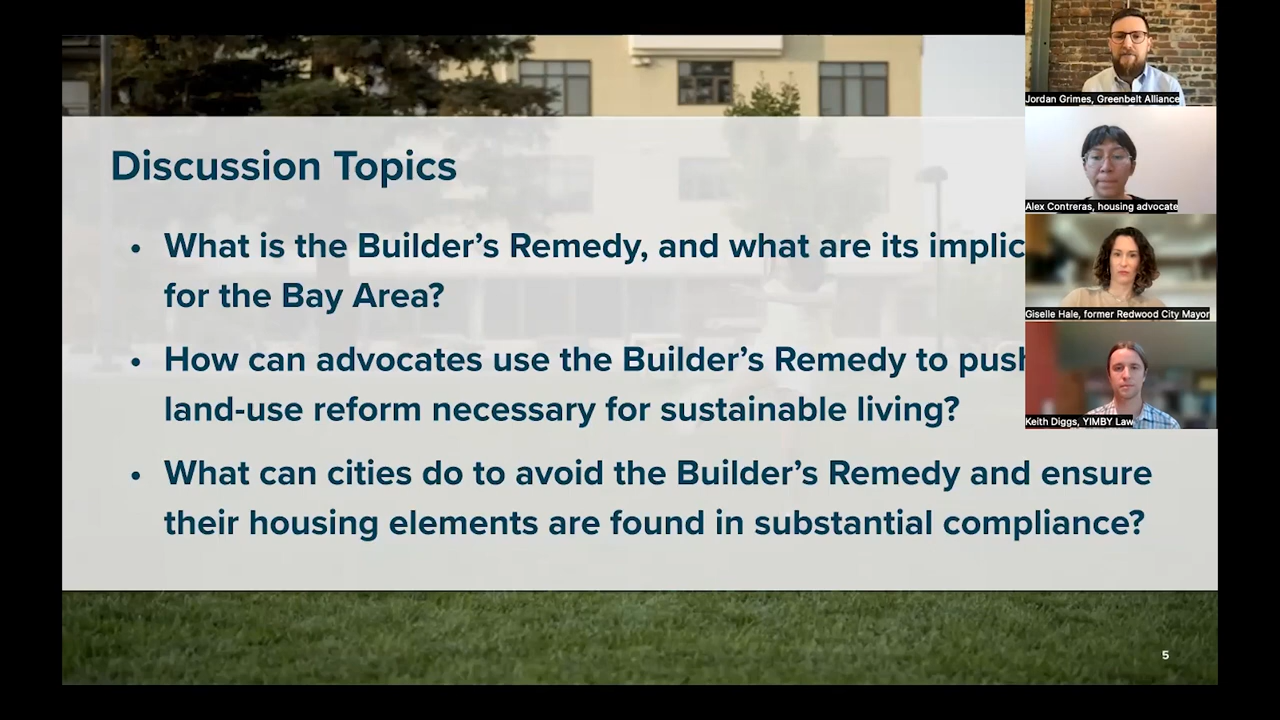 Discussion Topics
• What is the Builder's Remedy, and what are its implic
for the Bay Area?
• How can advocates use the Builder's Remedy to push
land-use reform necessary for sustainable living?
• What can cities do to avoid the Builder's Remedy and ensure
their housing elements are found in substantial compliance?
5
Jordan Grimes, Greenbelt Alliance
Alex Contreras, housing advocate
Giselle Hale, former Redwood City Mayor
Keith Diggs, YIMBY Law